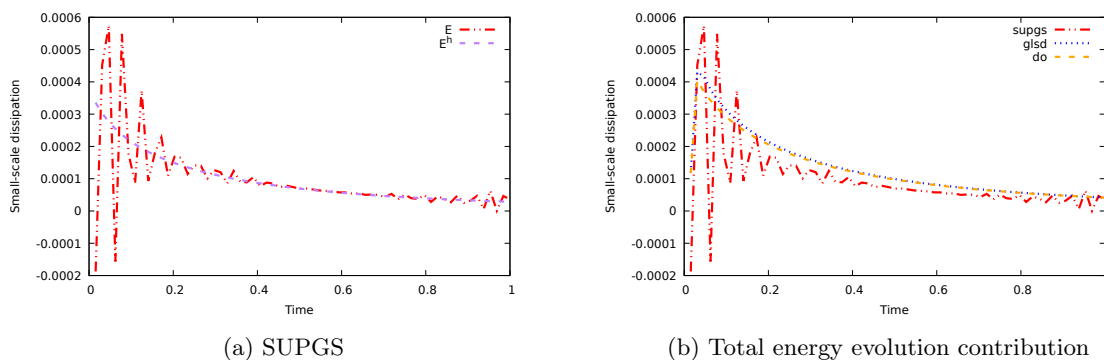 0.0006
0.0005
0.0004
0.0003
0.0002
0.0001
0
-0.0001
-0.0002
Small-scale dissipation
0 0.2 0.4 0.6 0.8 1
Time
E
E^h
(a) SUPGS
0.0006
0.0005
0.0004
0.0003
0.0002
0.0001
0
-0.0001
-0.0002
Small-scale dissipation
0 0.2 0.4 0.6 0.8
Time
supgs
glsd
do
(b) Total energy evolution contribution